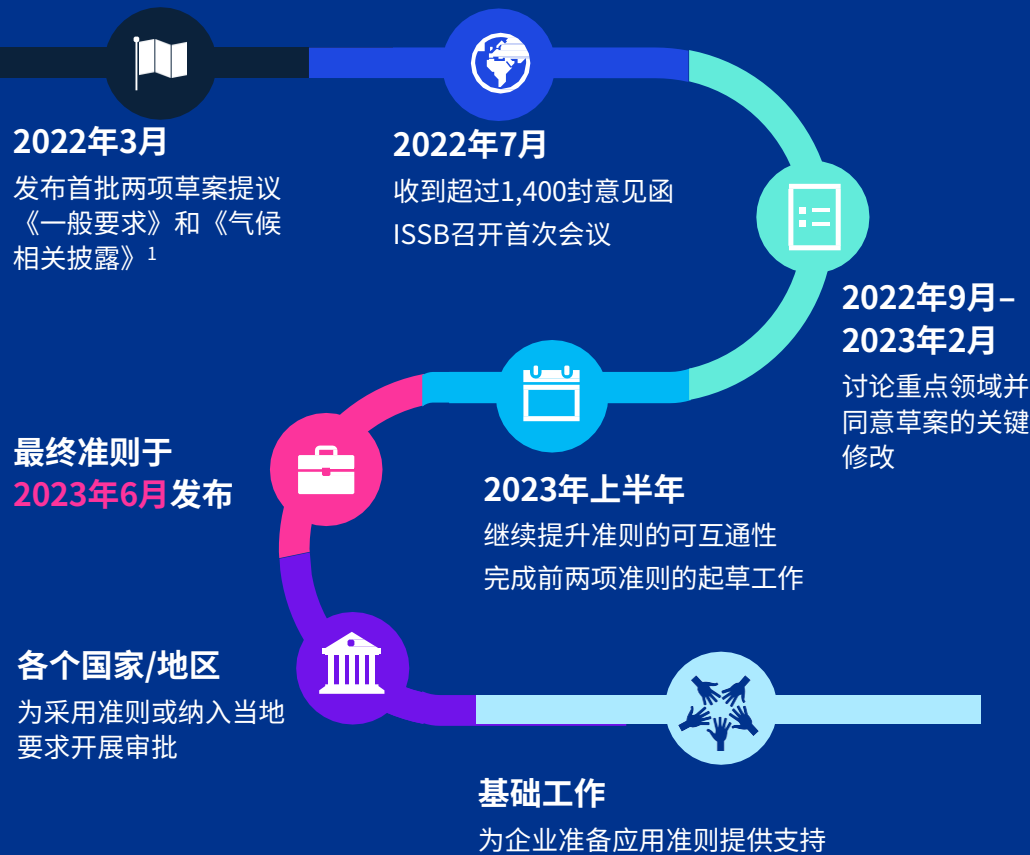 2022年3月
发布首批两项草案提议
《一般要求》和《气候
相关披露》1
2022年7月
收到超过1,400封意见函
ISSB召开首次会议
2022年9月–
2023年2月
讨论重点领域并
同意草案的关键
修改
2023年上半年
继续提升准则的可互通性
完成前两项准则的起草工作
最终准则于
2023年6月发布
各个国家/地区
为采用准则或纳入当地
要求开展审批
基础工作
为企业准备应用准则提供支持